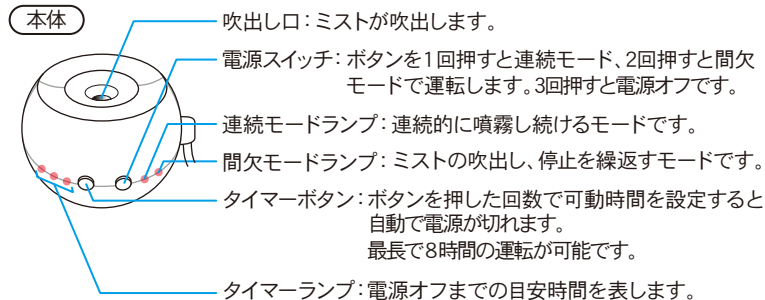 本体
吹出し口：ミストが吹出します。
電源スイッチ：ボタンを1回押すと連続モード、2回押すと間欠
モードで運転します。3回押すと電源オフです。
連続モードランプ：連続的に噴霧し続けるモードです。
間欠モードランプ：ミストの吹出し、停止を繰返すモードです。
タイマーボタン：ボタンを押した回数で可動時間を設定すると
自動で電源が切れます。
最長で8時間の運転が可能です。
タイマーランプ：電源オフまでの目安時間を表します。